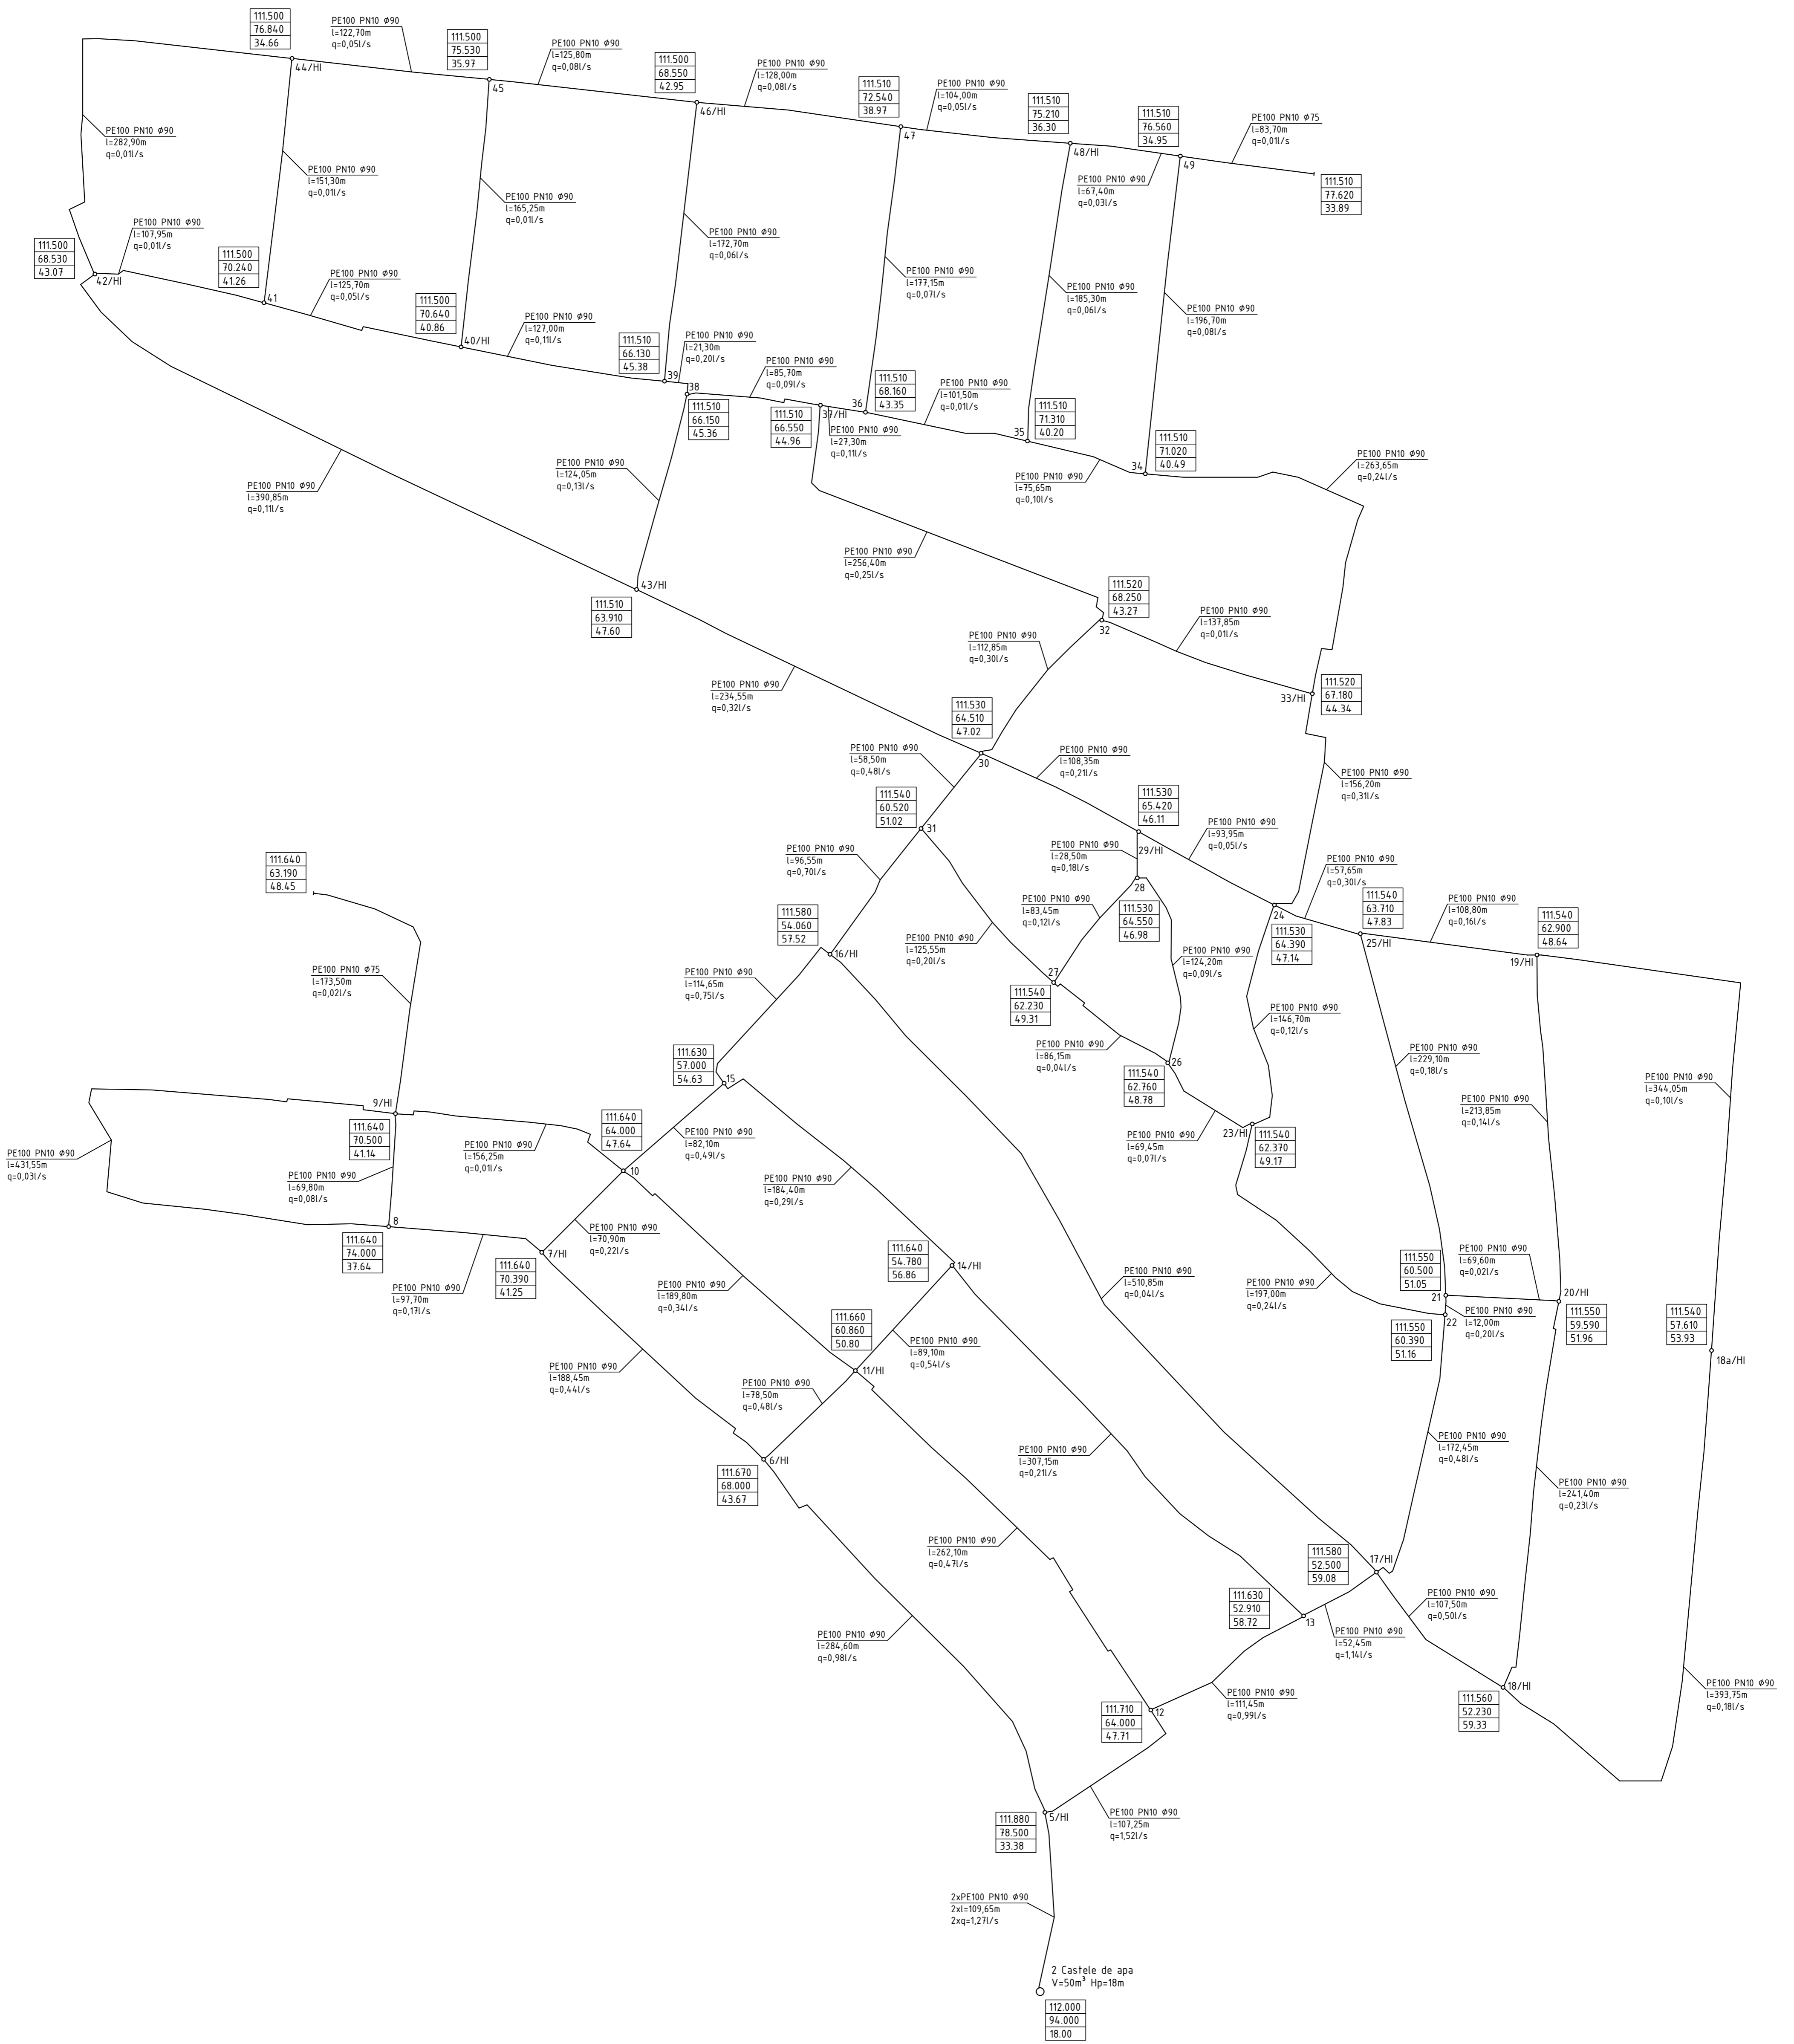 111.500
76.840
34.66
44/HI
PE100 PN10 Ø90
l=122,70m
q=0,05l/s
111.500
75.530
35.97
45
PE100 PN10 Ø90
l=125,80m
q=0,08l/s
111.500
68.550
42.95
46/HI
PE100 PN10 Ø90
l=128,00m
q=0,08l/s
111.510
72.540
38.97
47
PE100 PN10 Ø90
l=104,00m
q=0,05l/s
111.510
75.210
36.30
48/HI
111.510
76.560
34.95
49
PE100 PN10 Ø75
l=83,70m
q=0,01l/s
111.510
77.620
33.89
PE100 PN10 Ø90
l=67,40m
q=0,03l/s
PE100 PN10 Ø90
l=282,90m
q=0,01l/s
PE100 PN10 Ø90
l=151,30m
q=0,01l/s
PE100 PN10 Ø90
l=165,25m
q=0,01l/s
PE100 PN10 Ø90
l=172,70m
q=0,06l/s
PE100 PN10 Ø90
l=177,15m
q=0,07l/s
PE100 PN10 Ø90
l=185,30m
q=0,06l/s
PE100 PN10 Ø90
l=196,70m
q=0,08l/s
111.500
68.530
43.07
42/HI
PE100 PN10 Ø90
l=107,95m
q=0,01l/s
111.500
70.240
41.26
41
PE100 PN10 Ø90
l=125,70m
q=0,05l/s
111.500
70.640
40.86
40/HI
PE100 PN10 Ø90
l=127,00m
q=0,11l/s
111.510
66.130
45.38
39
PE100 PN10 Ø90
l=21,30m
q=0,20l/s
38
111.510
66.150
45.36
PE100 PN10 Ø90
l=85,70m
q=0,09l/s
111.510
66.550
44.96
37/HI
PE100 PN10 Ø90
l=27,30m
q=0,11l/s
36
111.510
68.160
43.35
PE100 PN10 Ø90
l=101,50m
q=0,01l/s
35
111.510
71.310
40.20
PE100 PN10 Ø90
l=75,65m
q=0,10l/s
34
111.510
71.020
40.49
PE100 PN10 Ø90
l=263,65m
q=0,24l/s
PE100 PN10 Ø90
l=390,85m
q=0,11l/s
PE100 PN10 Ø90
l=124,05m
q=0,13l/s
43/HI
111.510
63.910
47.60
PE100 PN10 Ø90
l=256,40m
q=0,25l/s
111.520
68.250
43.27
32
PE100 PN10 Ø90
l=137,85m
q=0,01l/s
PE100 PN10 Ø90
l=112,85m
q=0,30l/s
33/HI
111.520
67.180
44.34
PE100 PN10 Ø90
l=234,55m
q=0,32l/s
111.530
64.510
47.02
30
PE100 PN10 Ø90
l=58,50m
q=0,48l/s
PE100 PN10 Ø90
l=108,35m
q=0,21l/s
PE100 PN10 Ø90
l=156,20m
q=0,31l/s
111.540
60.520
51.02
31
111.530
65.420
46.11
29/HI
PE100 PN10 Ø90
l=93,95m
q=0,05l/s
PE100 PN10 Ø90
l=28,50m
q=0,18l/s
28
111.530
64.550
46.98
PE100 PN10 Ø90
l=96,55m
q=0,70l/s
PE100 PN10 Ø90
l=57,65m
q=0,30l/s
24
111.530
64.390
47.14
111.540
63.710
47.83
25/HI
PE100 PN10 Ø90
l=108,80m
q=0,16l/s
111.540
62.900
48.64
19/HI
111.640
63.190
48.45
PE100 PN10 Ø90
l=83,45m
q=0,12l/s
111.580
54.060
57.52
16/HI
PE100 PN10 Ø90
l=125,55m
q=0,20l/s
PE100 PN10 Ø90
l=124,20m
q=0,09l/s
27
111.540
62.230
49.31
PE100 PN10 Ø75
l=173,50m
q=0,02l/s
PE100 PN10 Ø90
l=114,65m
q=0,75l/s
PE100 PN10 Ø90
l=146,70m
q=0,12l/s
PE100 PN10 Ø90
l=86,15m
q=0,04l/s
26
111.540
62.760
48.78
PE100 PN10 Ø90
l=229,10m
q=0,18l/s
PE100 PN10 Ø90
l=213,85m
q=0,14l/s
PE100 PN10 Ø90
l=344,05m
q=0,10l/s
111.630
57.000
54.63
15
9/HI
111.640
70.500
41.14
PE100 PN10 Ø90
l=156,25m
q=0,01l/s
111.640
64.000
47.64
10
PE100 PN10 Ø90
l=82,10m
q=0,49l/s
PE100 PN10 Ø90
l=69,45m
q=0,07l/s
23/HI
111.540
62.370
49.17
PE100 PN10 Ø90
l=431,55m
q=0,03l/s
PE100 PN10 Ø90
l=69,80m
q=0,08l/s
PE100 PN10 Ø90
l=184,40m
q=0,29l/s
8
111.640
74.000
37.64
PE100 PN10 Ø90
l=97,70m
q=0,17l/s
111.640
70.390
41.25
7/HI
PE100 PN10 Ø90
l=70,90m
q=0,22l/s
PE100 PN10 Ø90
l=189,80m
q=0,34l/s
111.640
54.780
56.86
14/HI
PE100 PN10 Ø90
l=510,85m
q=0,04l/s
PE100 PN10 Ø90
l=197,00m
q=0,24l/s
111.550
60.500
51.05
21
PE100 PN10 Ø90
l=69,60m
q=0,02l/s
20/HI
111.550
59.590
51.96
PE100 PN10 Ø90
l=12,00m
q=0,20l/s
22
111.550
60.390
51.16
111.540
57.610
53.93
18a/HI
111.660
60.860
50.80
11/HI
PE100 PN10 Ø90
l=89,10m
q=0,54l/s
PE100 PN10 Ø90
l=188,45m
q=0,44l/s
PE100 PN10 Ø90
l=78,50m
q=0,48l/s
6/HI
111.670
68.000
43.67
PE100 PN10 Ø90
l=307,15m
q=0,21l/s
PE100 PN10 Ø90
l=172,45m
q=0,48l/s
PE100 PN10 Ø90
l=241,40m
q=0,23l/s
PE100 PN10 Ø90
l=262,10m
q=0,47l/s
111.580
52.500
59.08
17/HI
111.630
52.910
58.72
13
PE100 PN10 Ø90
l=107,50m
q=0,50l/s
PE100 PN10 Ø90
l=52,45m
q=1,14l/s
PE100 PN10 Ø90
l=284,60m
q=0,98l/s
18/HI
111.560
52.230
59.33
PE100 PN10 Ø90
l=393,75m
q=0,18l/s
PE100 PN10 Ø90
l=111,45m
q=0,99l/s
111.710
64.000
47.71
12
5/HI
111.880
78.500
33.38
PE100 PN10 Ø90
l=107,25m
q=1,52l/s
2xPE100 PN10 Ø90
2xl=109,65m
2xq=1,27l/s
2 Castele de apa
V=50m³ Hp=18m
112.000
94.000
18.00